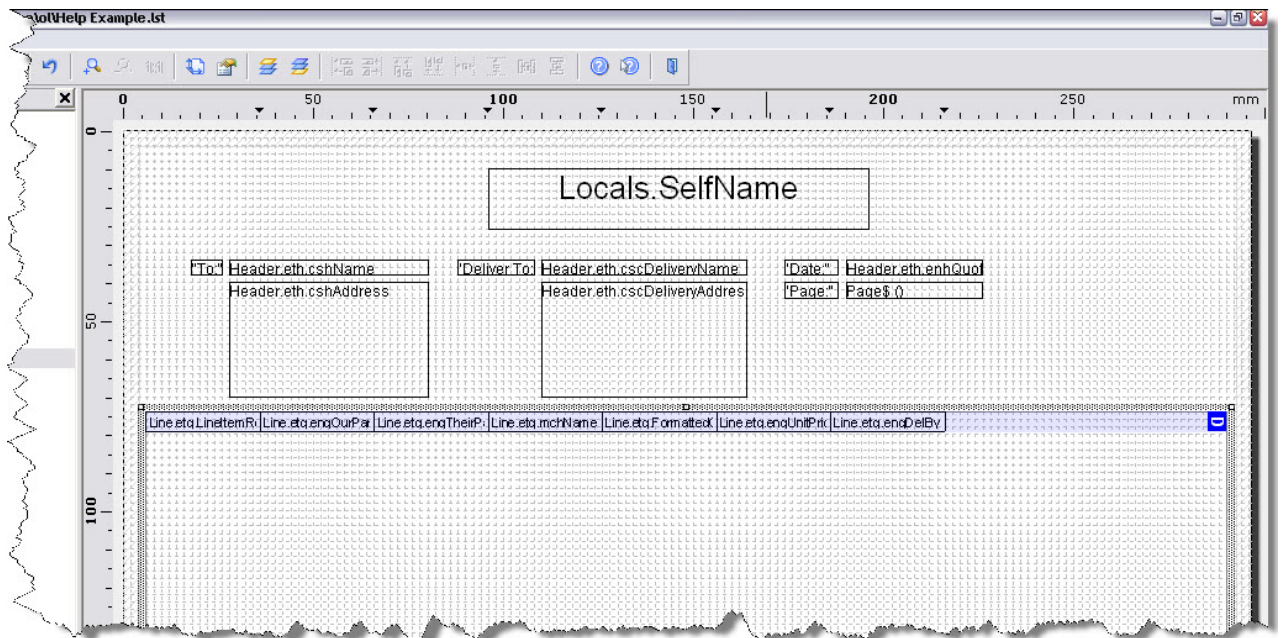 \ol\Help Example.lst
0 50 100 150 200 250 mm
0
Locals.SelfName
"To:" Header.eth.cshName "Deliver To: Header.eth.cscDeliveryName "Date:" Header.eth.enhQuot
Header.eth.cshAddress Header.eth.cscDeliveryAddres "Page:" Page$ ()
50
Line.etq.LineItemR Line.etq.enqOurPar Line.etq.enqTheirP Line.etq.mchName Line.etq.Formatted Line.etq.enqUnitPric Line.etq.enqDelBy D
100